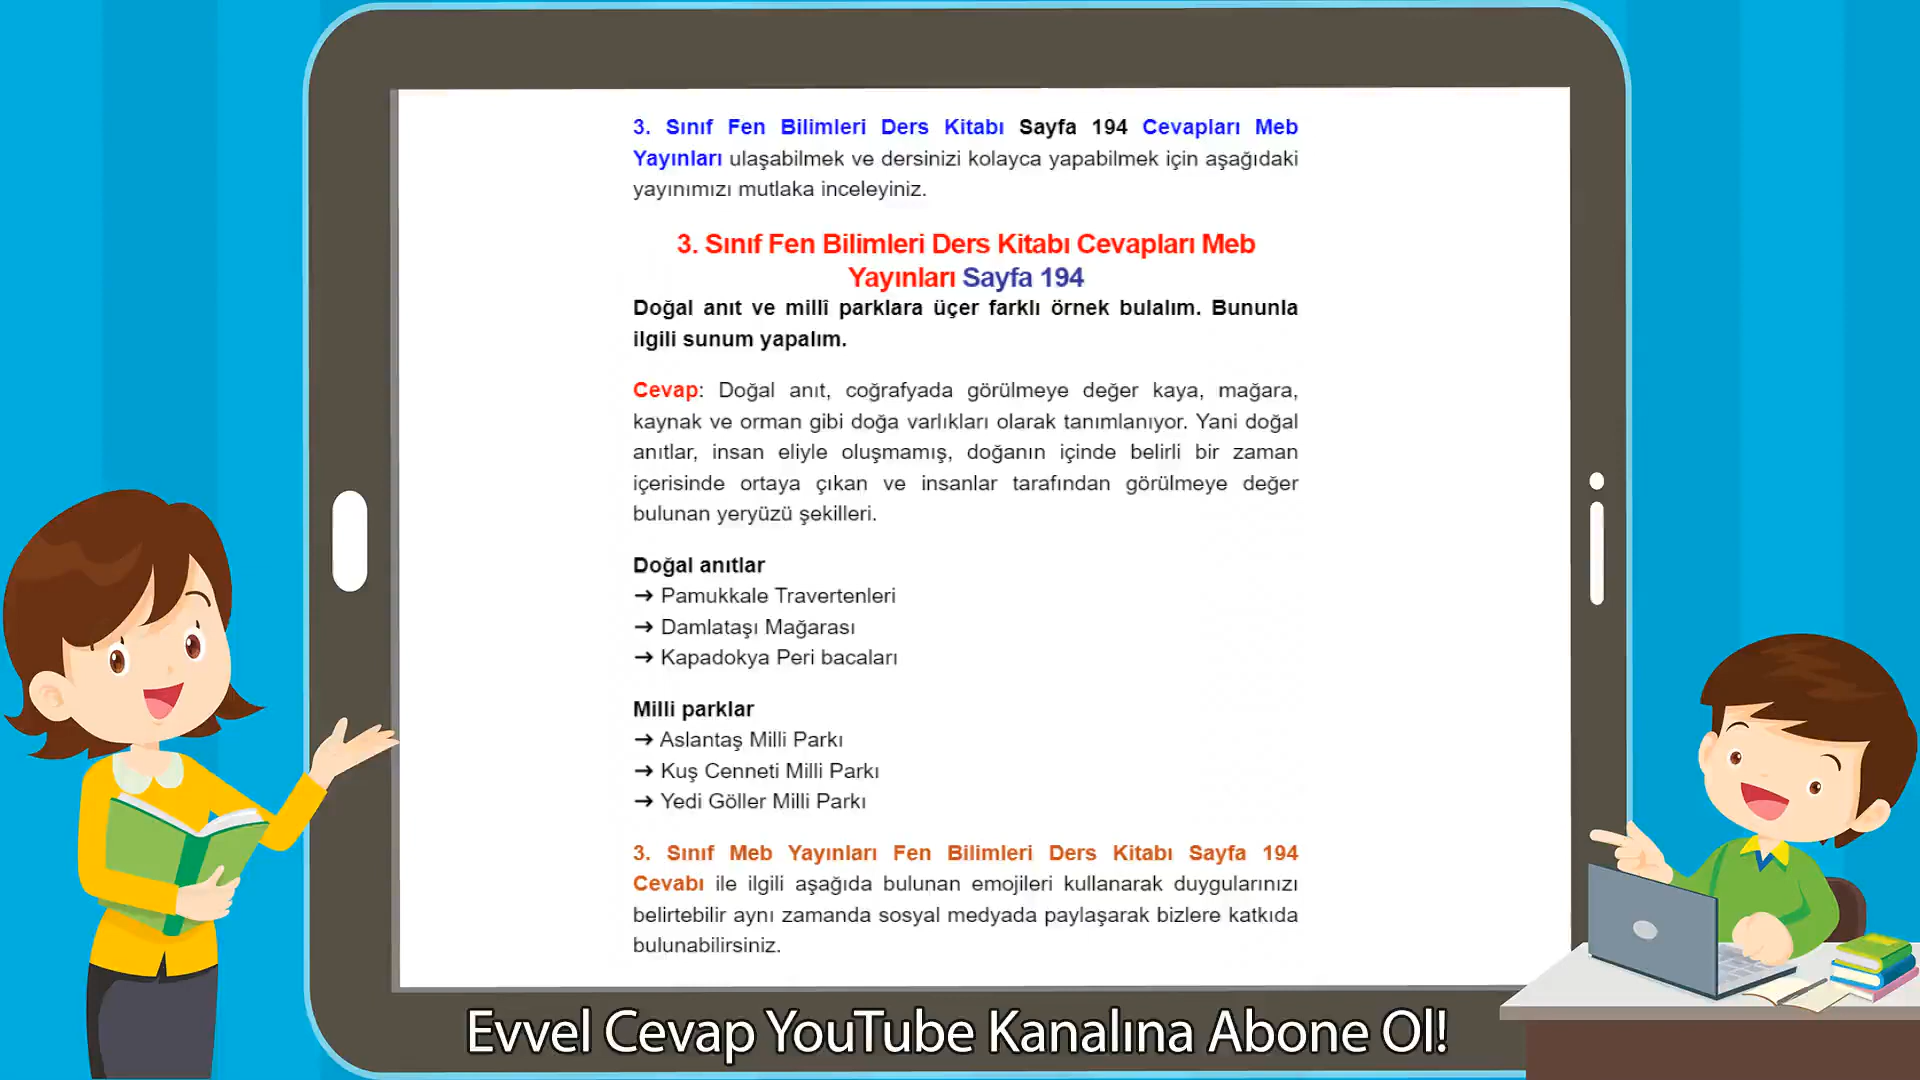 3. Sınıf Fen Bilimleri Ders Kitabı Sayfa 194 Cevapları Meb
Yayınları ulaşabilmek ve dersinizi kolayca yapabilmek için aşağıdaki
yayınımızı mutlaka inceleyiniz.
3. Sınıf Fen Bilimleri Ders Kitabı Cevapları Meb
Yayınları Sayfa 194
Doğal anıt ve millî parklara üçer farklı örnek bulalım. Bununla
ilgili sunum yapalım.
Cevap: Doğal anıt, coğrafyada görülmeye değer kaya, mağara,
kaynak ve orman gibi doğa varlıkları olarak tanımlanıyor. Yani doğal
anıtlar, insan eliyle oluşmamış, doğanın içinde belirli bir zaman
içerisinde ortaya çıkan ve insanlar tarafından görülmeye değer
bulunan yeryüzü şekilleri.
Doğal anıtlar
→ Pamukkale Travertenleri
→ Damlataşı Mağarası
→ Kapadokya Peri bacaları
Milli parklar
→ Aslantaş Milli Parkı
→ Kuş Cenneti Milli Parkı
→ Yedi Göller Milli Parkı
3. Sınıf Meb Yayınları Fen Bilimleri Ders Kitabı Sayfa 194
Cevabı ile ilgili aşağıda bulunan emojileri kullanarak duygularınızı
belirtebilir aynı zamanda sosyal medyada paylaşarak bizlere katkıda
bulunabilirsiniz.
Evvel Cevap YouTube Kanalına Abone Ol!